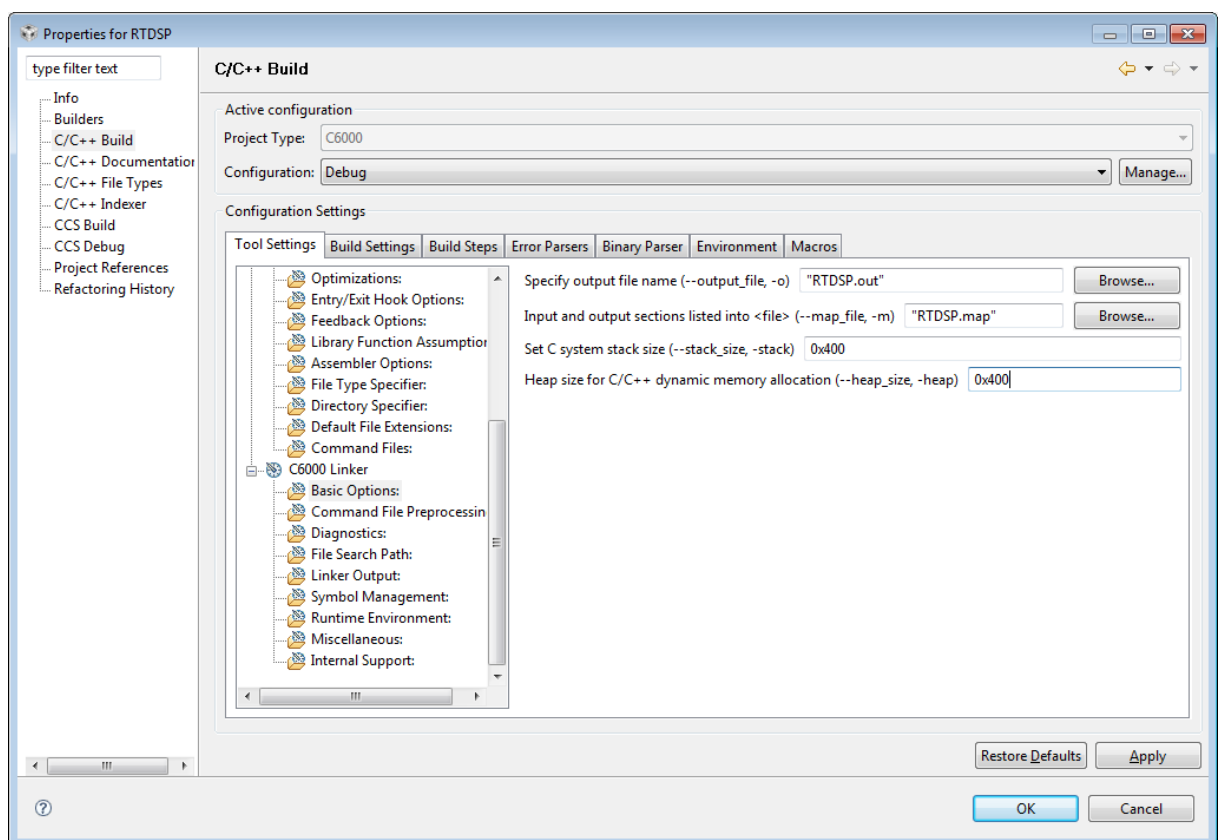 Properties for RTDSP
type filter text
Info
Builders
C/C++ Build
C/C++ Documentation
C/C++ File Types
C/C++ Indexer
CCS Build
CCS Debug
Project References
Refactoring History
C/C++ Build
Active configuration
Project Type: C6000
Configuration: Debug Manage...
Configuration Settings
Tool Settings Build Settings Build Steps Error Parsers Binary Parser Environment Macros
Optimizations:
Entry/Exit Hook Options:
Feedback Options:
Library Function Assumption
Assembler Options:
File Type Specifier:
Directory Specifier:
Default File Extensions:
Command Files:
C6000 Linker
Basic Options:
Command File Preprocessin
Diagnostics:
File Search Path:
Linker Output:
Symbol Management:
Runtime Environment:
Miscellaneous:
Internal Support:
Specify output file name (--output_file, -o) "RTDSP.out" Browse...
Input and output sections listed into <file> (--map_file, -m) "RTDSP.map" Browse...
Set C system stack size (--stack_size, -stack) 0x400
Heap size for C/C++ dynamic memory allocation (--heap_size, -heap) 0x400
Restore Defaults Apply
OK Cancel